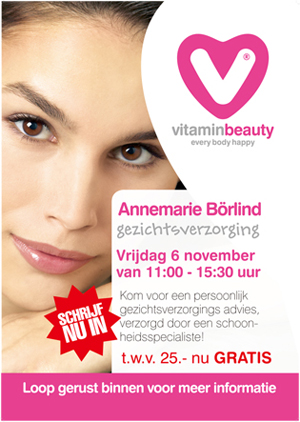 V®
vitaminbeauty
every body happy
Annemarie Börlind
gezichtsverzorging
Vrijdag 6 november
van 11:00 - 15:30 uur
SCHRIJF
NU IN
Kom voor een persoonlijk
gezichtsverzorgings advies,
verzorgd door een schoon-
heidsspecialiste!
t.w.v. 25.- nu GRATIS
Loop gerust binnen voor meer informatie